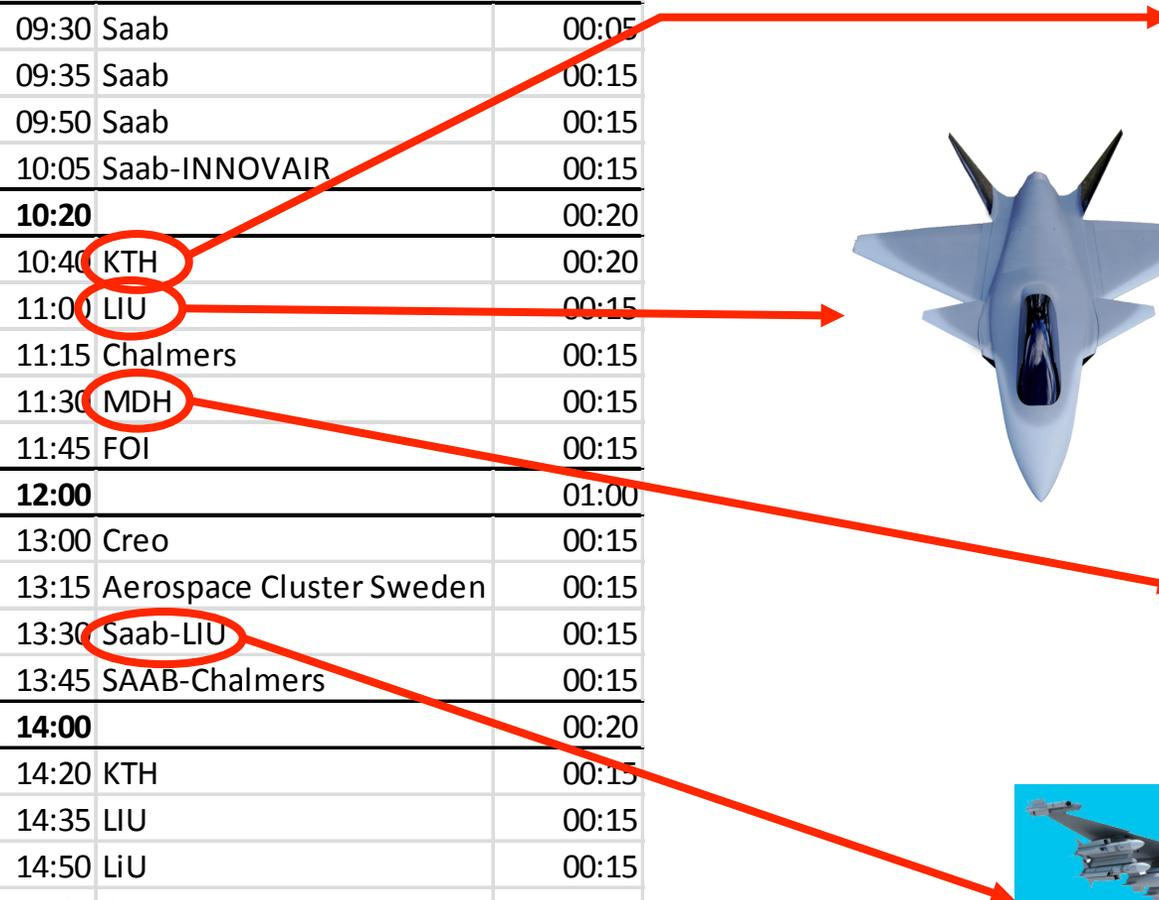 09:30 Saab 00:05
09:35 Saab 00:15
09:50 Saab 00:15
10:05 Saab-INNOVAIR 00:15
10:20 00:20
10:40 KTH 00:20
11:00 LIU 00:15
11:15 Chalmers 00:15
11:30 MDH 00:15
11:45 FOI 00:15
12:00 01:00
13:00 Creo 00:15
13:15 Aerospace Cluster Sweden 00:15
13:30 Saab-LIU 00:15
13:45 SAAB-Chalmers 00:15
14:00 00:20
14:20 KTH 00:15
14:35 LIU 00:15
14:50 LiU 00:15